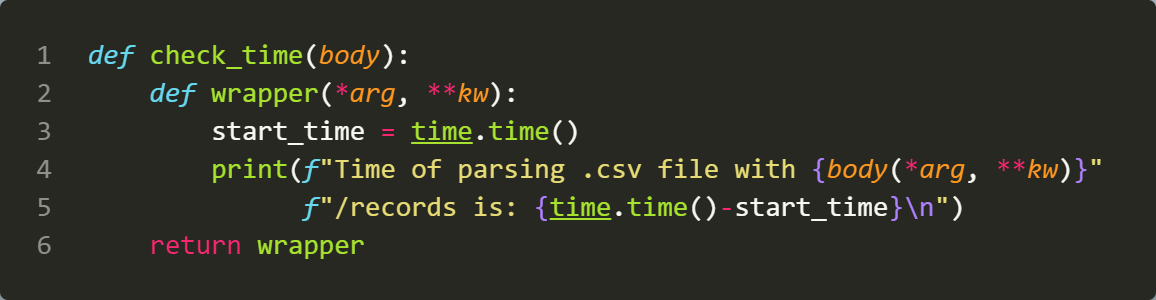 1 def check_time(body):
2     def wrapper(*arg, **kw):
3         start_time = time.time()
4         print(f"Time of parsing .csv file with {body(*arg, **kw)}"
5               f"/records is: {time.time()-start_time}\n")
6     return wrapper